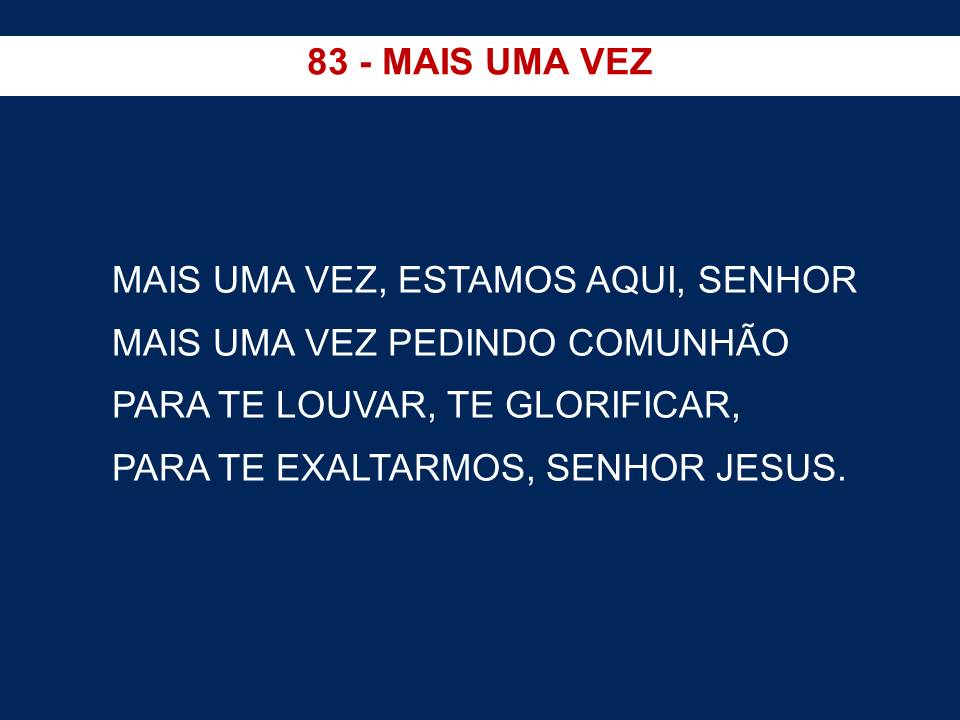 83 - MAIS UMA VEZ
MAIS UMA VEZ, ESTAMOS AQUI, SENHOR
MAIS UMA VEZ PEDINDO COMUNHÃO
PARA TE LOUVAR, TE GLORIFICAR,
PARA TE EXALTARMOS, SENHOR JESUS.